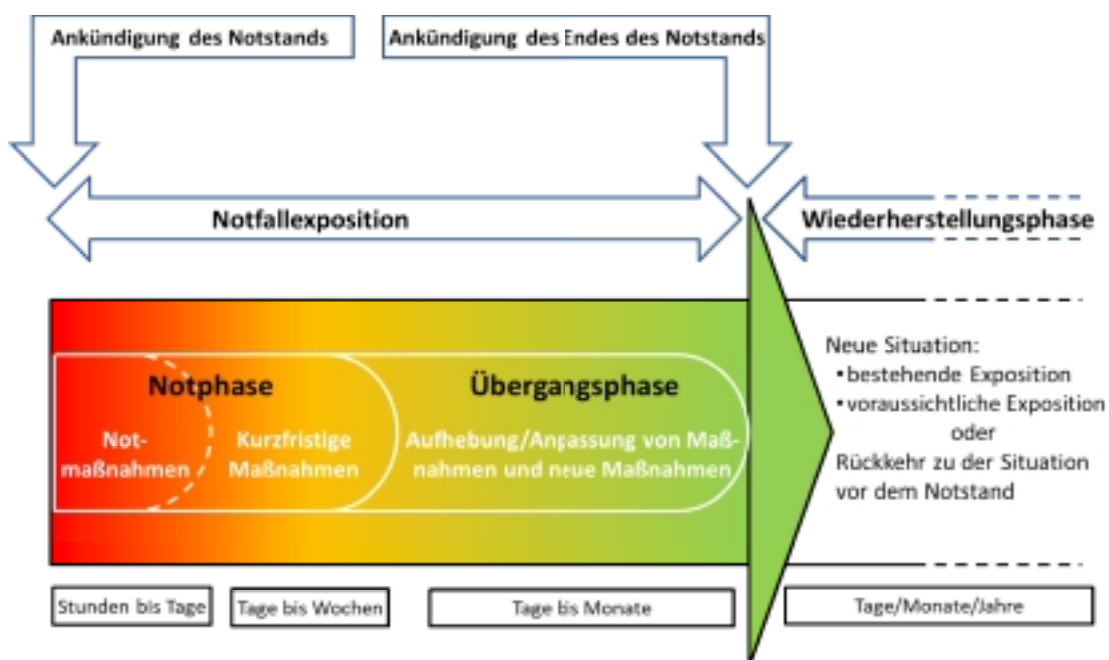 Ankündigung des Notstands
Ankündigung des Endes des Notstands
Notfallexposition
Wiederherstellungsphase
Notphase
Not-
maßnahmen
Kurzfristige
Maßnahmen
Übergangsphase
Aufhebung/Anpassung von Maß-
nahmen und neue Maßnahmen
Neue Situation:
•bestehende Exposition
•voraussichtliche Exposition
oder
Rückkehr zu der Situation
vor dem Notstand
Stunden bis Tage
Tage bis Wochen
Tage bis Monate
Tage/Monate/Jahre